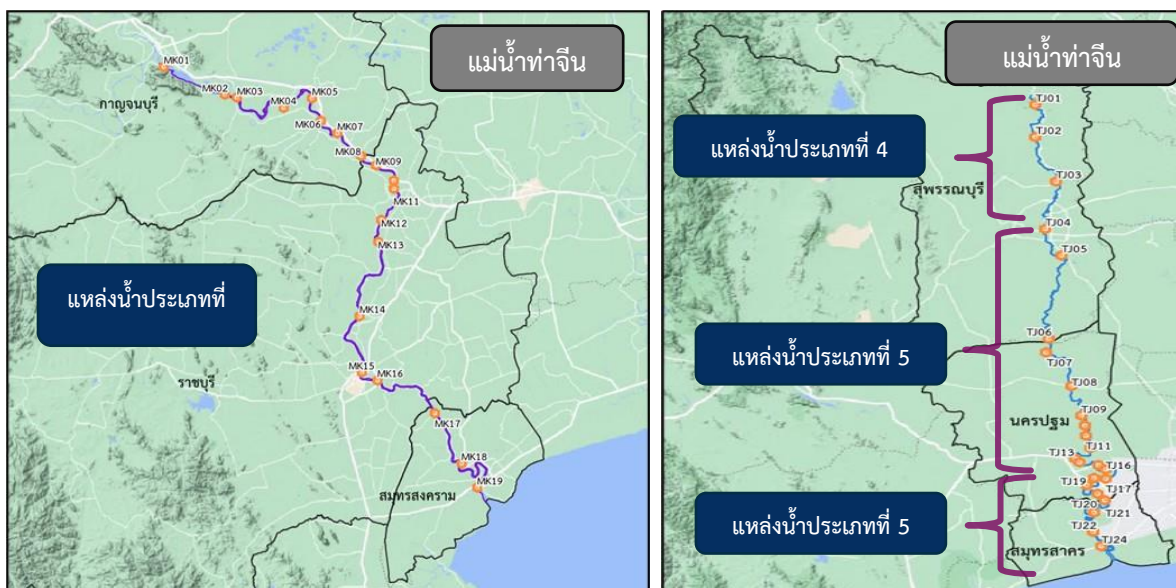 แม่น้ำท่าจีน
MK01
MK02
MK03
MK04
MK05
กาญจนบุรี
MK06
MK07
MK08
MK09
MK11
MK12
MK13
แหล่งน้ำประเภทที่
MK14
MK15
MK16
ราชบุรี
MK17
MK18
MK19
สมุทรสงคราม
แม่น้ำท่าจีน
TJ01
TJ02
แหล่งน้ำประเภทที่ 4
TJ03
สุพรรณบุรี
TJ04
TJ05
TJ06
แหล่งน้ำประเภทที่ 5
TJ07
TJ08
TJ09
นครปฐม
TJ11
TJ13
TJ16
TJ19
TJ17
TJ20
TJ21
แหล่งน้ำประเภทที่ 5
TJ22
TJ24
สมุทรสาคร